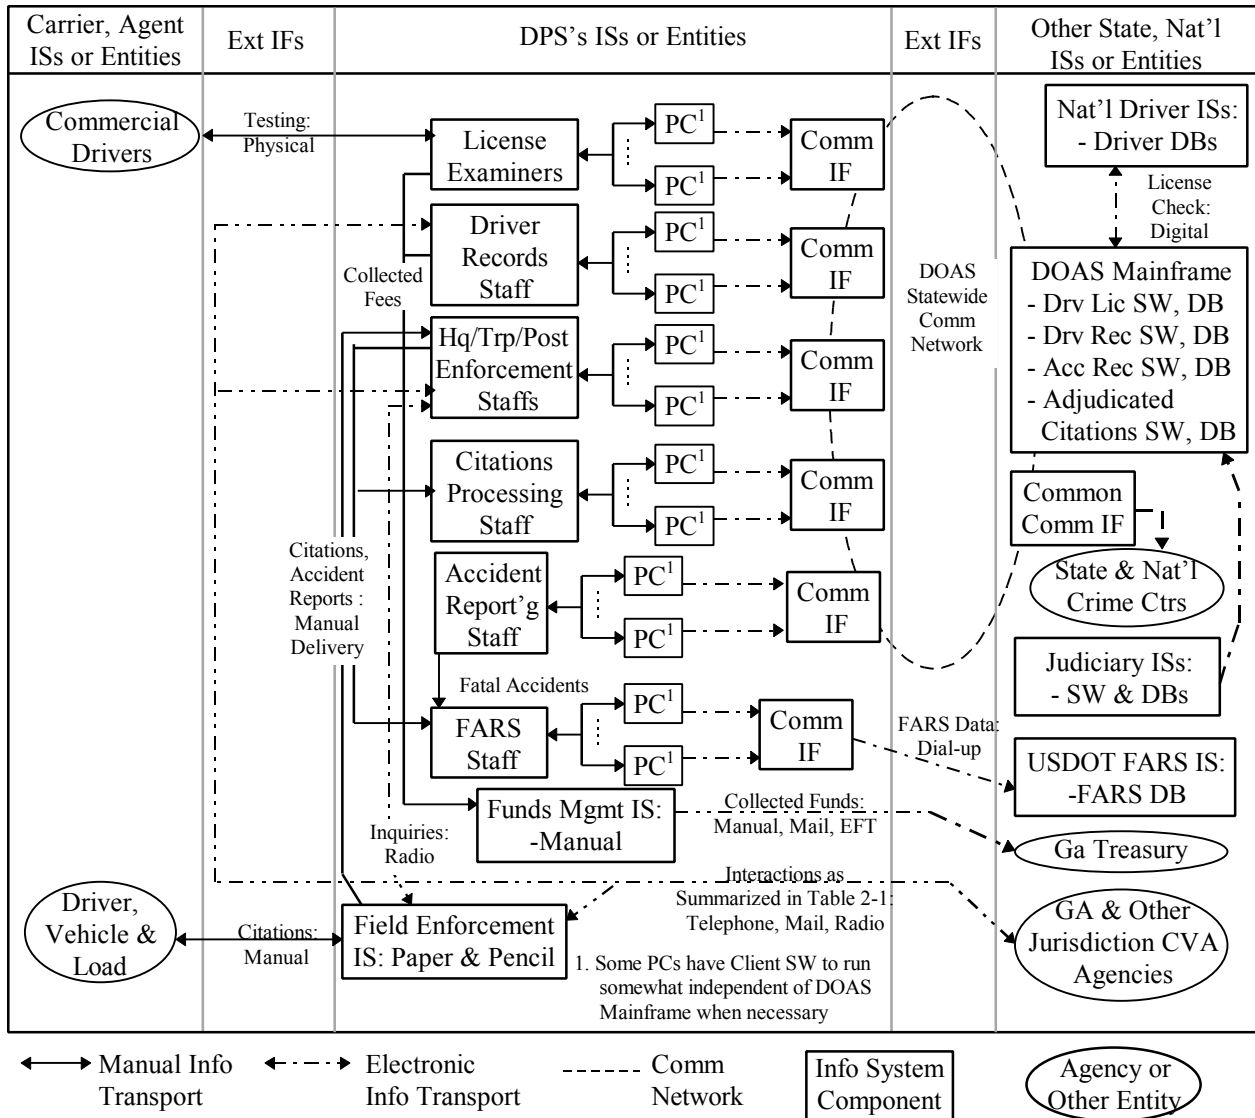 Carrier, Agent
ISs or Entities
Ext IFs
DPS's ISs or Entities
Ext IFs
Other State, Nat'l
ISs or Entities
Commercial
Drivers
Testing:
Physical
License
Examiners
PC¹
PC¹
Comm
IF
Nat'l Driver ISs:
- Driver DBs
License
Check:
Digital
Driver
Records
Staff
PC¹
PC¹
Comm
IF
Collected
Fees
DOAS
Statewide
Comm
Network
DOAS Mainframe
- Drv Lic SW, DB
- Drv Rec SW, DB
- Acc Rec SW, DB
- Adjudicated
Citations SW, DB
Hq/Trp/Post
Enforcement
Staffs
PC¹
PC¹
Comm
IF
Citations
Processing
Staff
PC¹
PC¹
Comm
IF
Common
Comm IF
Citations,
Accident
Reports :
Manual
Delivery
Accident
Report'g
Staff
PC¹
PC¹
Comm
IF
State & Nat'l
Crime Ctrs
Judiciary ISs:
- SW & DBs
Fatal Accidents
FARS
Staff
PC¹
PC¹
Comm
IF
FARS Data:
Dial-up
USDOT FARS IS:
-FARS DB
Funds Mgmt IS:
-Manual
Collected Funds:
Manual, Mail, EFT
Ga Treasury
Inquiries:
Radio
Interactions as
Summarized in Table 2-1:
Telephone, Mail, Radio
Driver,
Vehicle &
Load
Citations:
Manual
Field Enforcement
IS: Paper & Pencil
GA & Other
Jurisdiction CVA
Agencies
1. Some PCs have Client SW to run
somewhat independent of DOAS
Mainframe when necessary
Manual Info
Transport
Electronic
Info Transport
Comm
Network
Info System
Component
Agency or
Other Entity